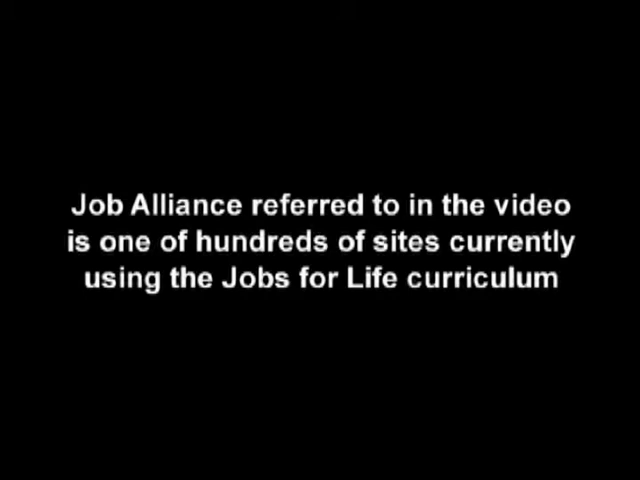 Job Alliance referred to in the video
is one of hundreds of sites currently
using the Jobs for Life curriculum